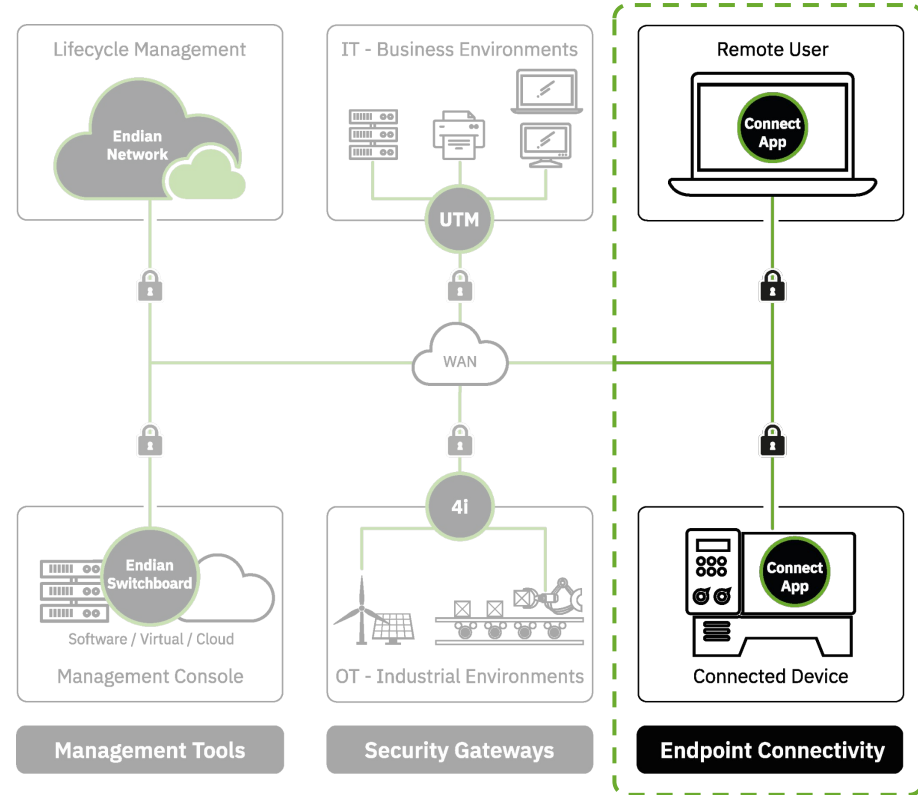 Lifecycle Management
Endian
Network
IT - Business Environments
UTM
Remote User
Connect
App
WAN
Endian
Switchboard
Software / Virtual / Cloud
Management Console
4i
OT - Industrial Environments
Connect
App
Connected Device
Management Tools
Security Gateways
Endpoint Connectivity